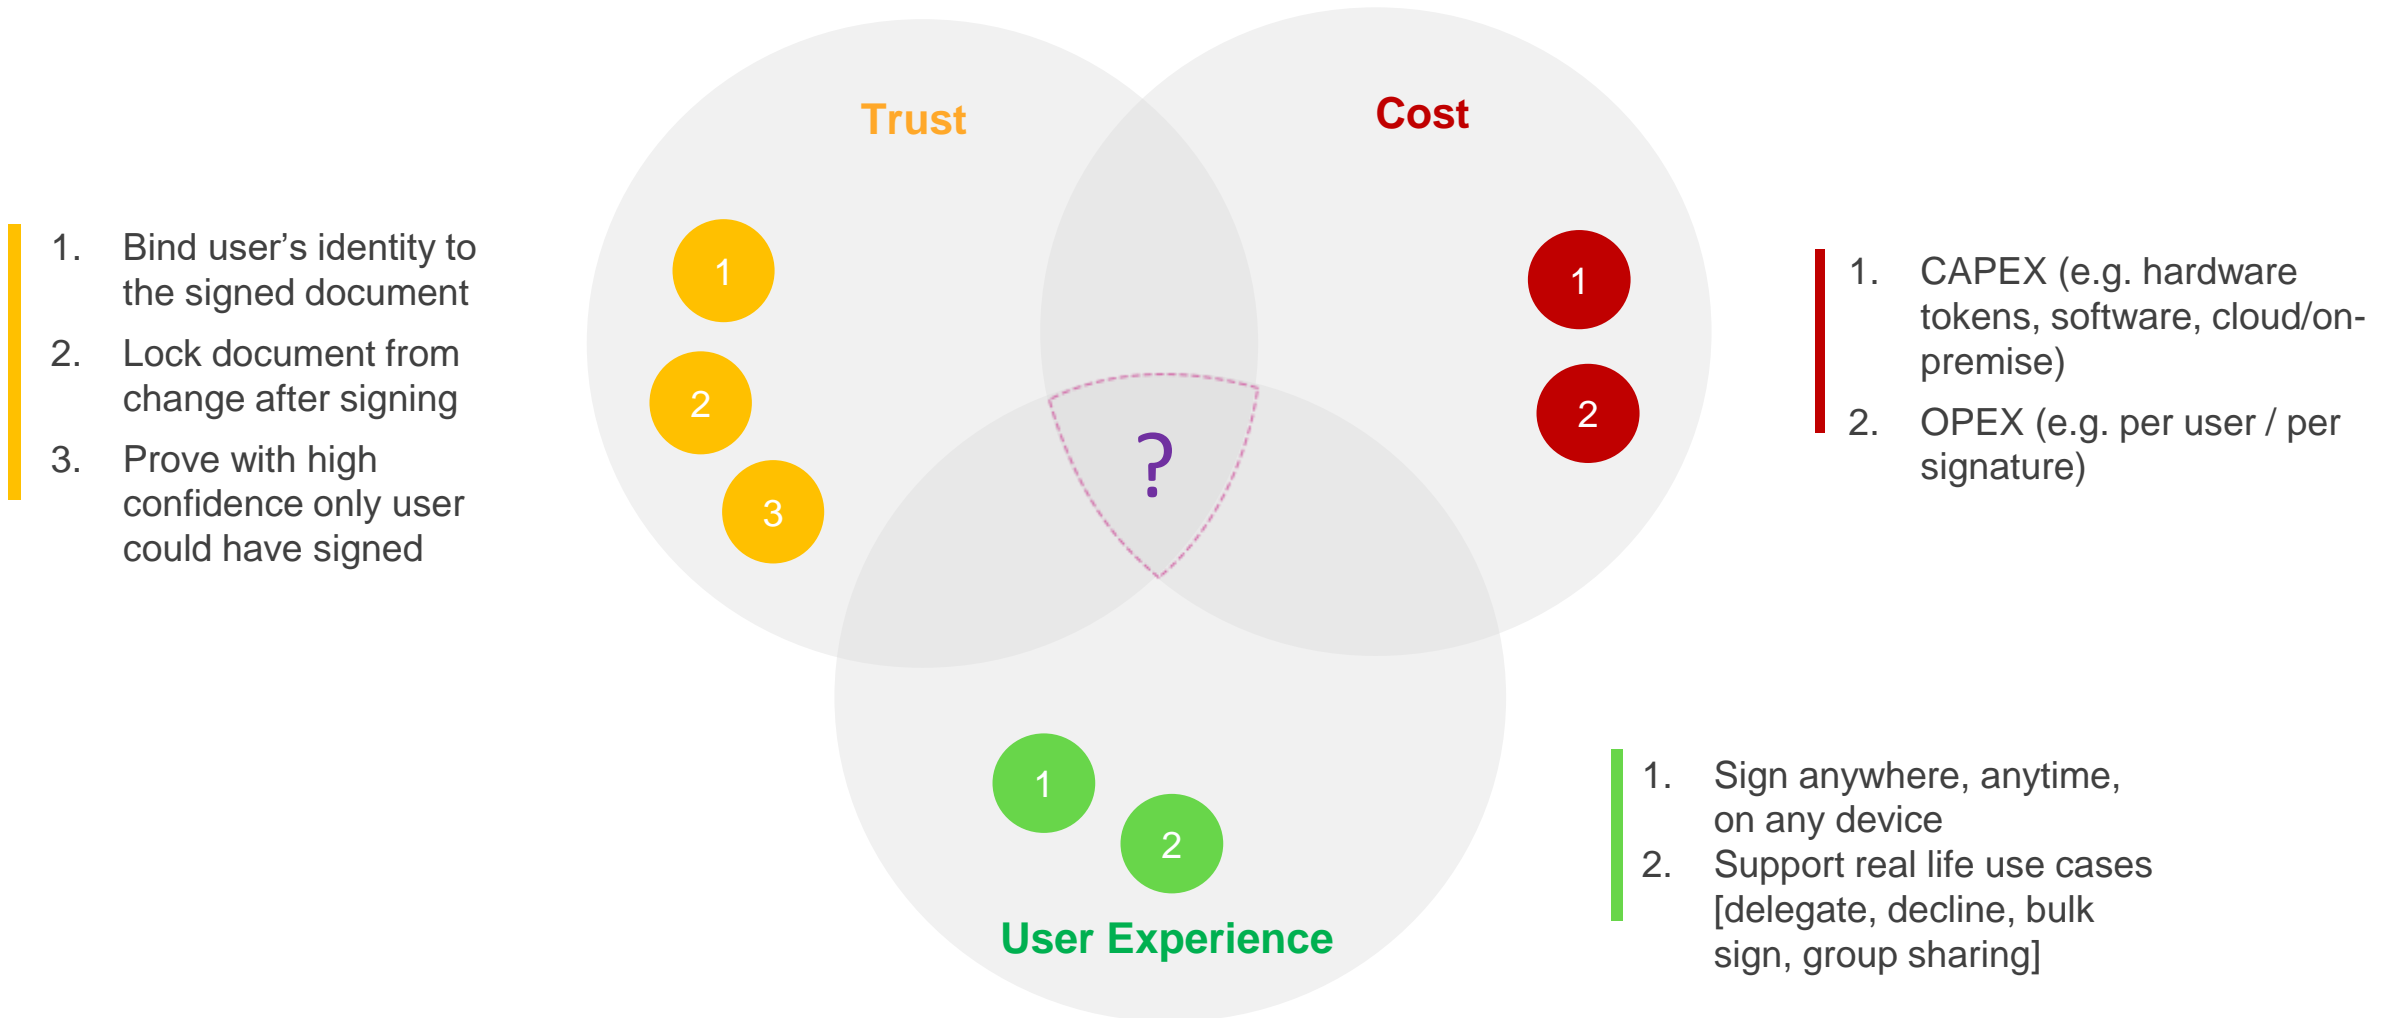 Trust
Cost
1. Bind user’s identity to
the signed document
2. Lock document from
change after signing
3. Prove with high
confidence only user
could have signed
1
2
3
?
1
2
1. CAPEX (e.g. hardware
tokens, software, cloud/on-
premise)
2. OPEX (e.g. per user / per
signature)
1
2
User Experience
1. Sign anywhere, anytime,
on any device
2. Support real life use cases
[delegate, decline, bulk
sign, group sharing]